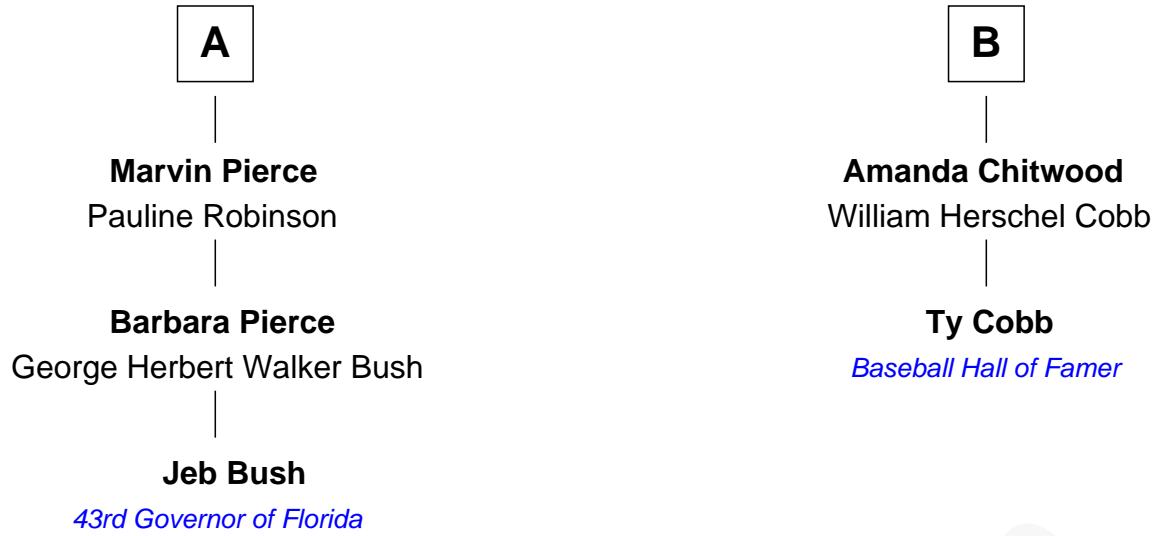 A
Marvin Pierce
Pauline Robinson
Barbara Pierce
George Herbert Walker Bush
Jeb Bush
43rd Governor of Florida
B
Amanda Chitwood
William Herschel Cobb
Ty Cobb
Baseball Hall of Famer